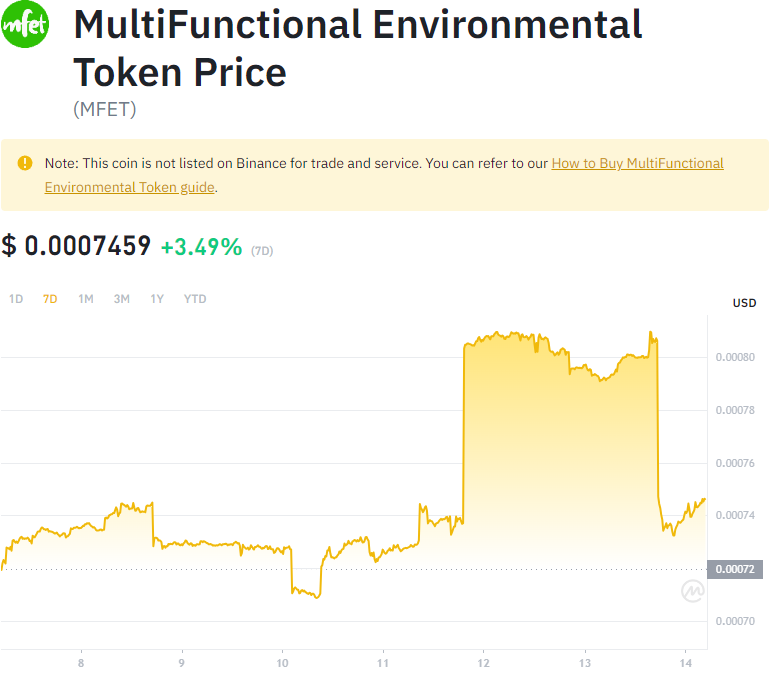 mfet
MultiFunctional Environmental
Token Price
(MFET)
Note: This coin is not listed on Binance for trade and service. You can refer to our How to Buy MultiFunctional
Environmental Token guide.
$ 0.0007459 +3.49% (7D)
1D 7D 1M 3M 1Y YTD
USD
0.00080
0.00078
0.00076
0.00074
0.00072
0.00070
8 9 10 11 12 13 14